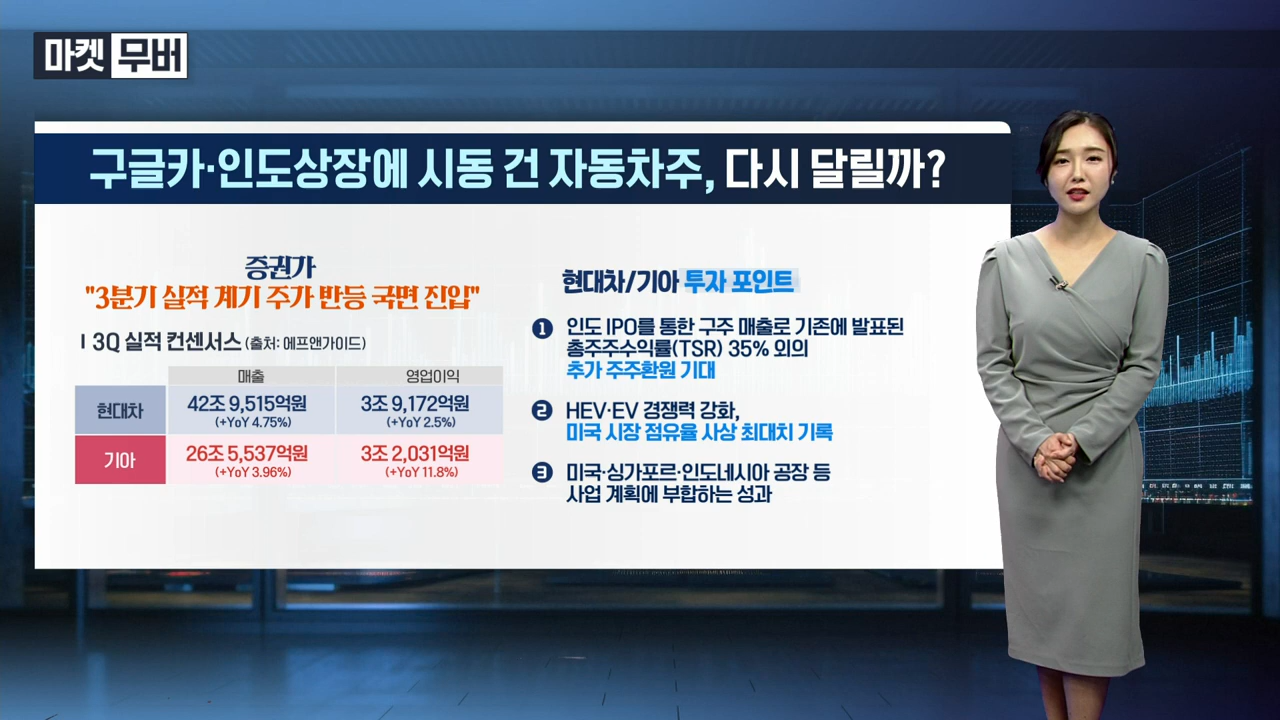 마켓무버
구글카·인도상장에 시동 건 자동차주, 다시 달릴까?
증권가
"3분기 실적 계기 주가 반등 국면 진입"
3Q 실적 컨센서스 (출처: 에프앤가이드)
매출 영업이익
현대차 42조 9,515억원 3조 9,172억원
(+YoY 4.75%) (+YoY 2.5%)
기아 26조 5,537억원 3조 2,031억원
(+YoY 3.96%) (+YoY 11.8%)
현대차/기아 투자 포인트
1 인도 IPO를 통한 구주 매출로 기존에 발표된
총주주수익률(TSR) 35% 외의
추가 주주환원 기대
2 HEV·EV 경쟁력 강화,
미국 시장 점유율 사상 최대치 기록
3 미국·싱가포르·인도네시아 공장 등
사업 계획에 부합하는 성과